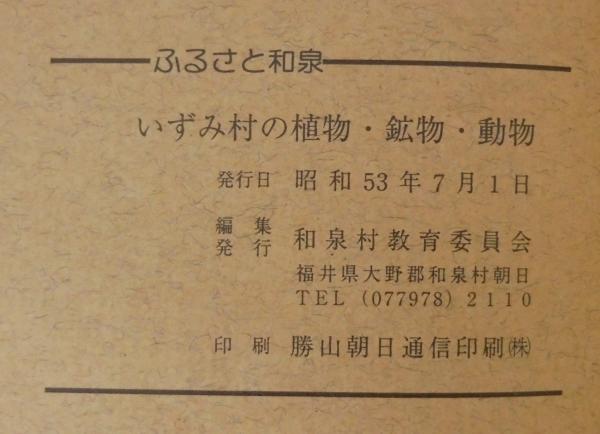 ふるさと和泉
いずみ村の植物・鉱物・動物
発行日 昭和53年7月1日
編集
発行 和泉村教育委員会
福井県大野郡和泉村朝日
TEL (077978) 2110
印刷 勝山朝日通信印刷㈱